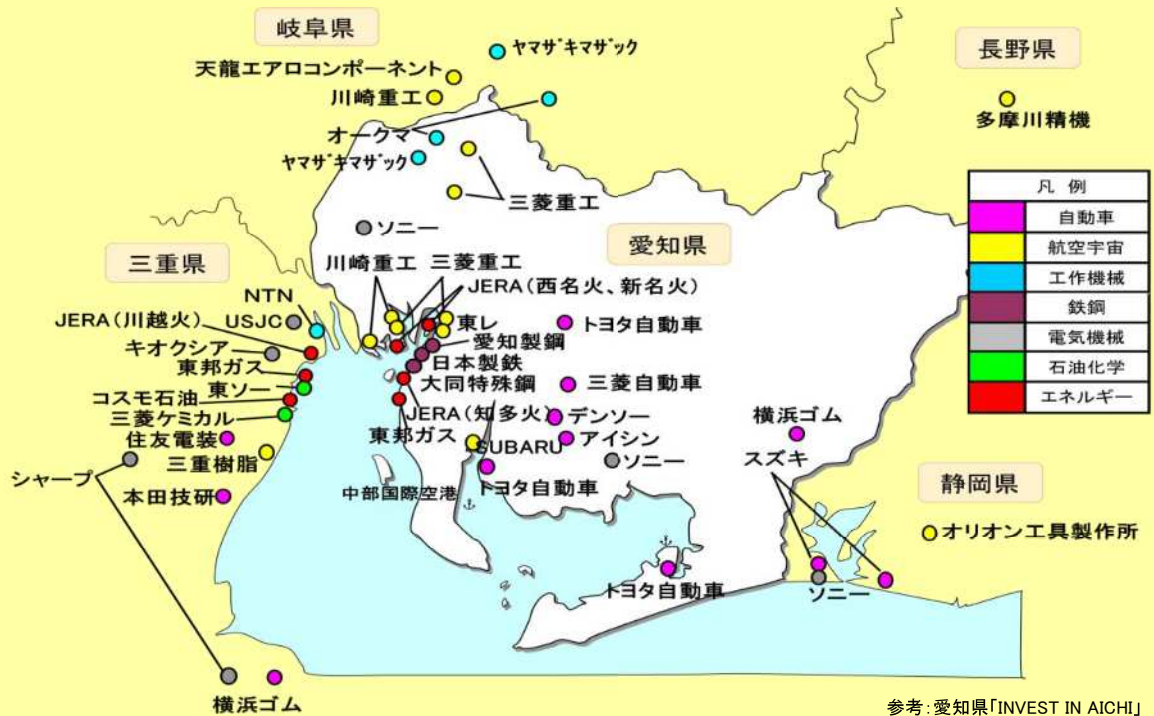 岐阜県
ヤマザキマザック
長野県
天龍エアロコンポーネント
川崎重工
多摩川精機
オークマ
ヤマザキマザック
三菱重工
凡 例
自動車
航空宇宙
工作機械
鉄鋼
電気機械
石油化学
エネルギー
ソニー
愛知県
三重県
川崎重工
三菱重工
NTN
JERA(西名火、新名火)
JERA(川越火)
USJC
東レ
トヨタ自動車
キオクシア
愛知製鋼
東邦ガス
日本製鉄
東ソー
大同特殊鋼
三菱自動車
コスモ石油
三菱ケミカル
JERA(知多火)
デンソー
横浜ゴム
住友電装
東邦ガス
SUBARU
アイシン
三重樹脂
ソニー
スズキ
シャープ
本田技研
中部国際空港
トヨタ自動車
静岡県
オリオン工具製作所
トヨタ自動車
ソニー
横浜ゴム
参考:愛知県「INVEST IN AICHI」